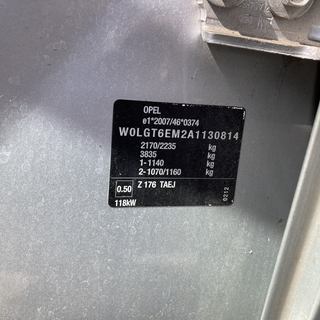 OPEL
e1*2007/46*0374
W0LGT6EM2A1130814
2170/2235 kg
3835 kg
1-1140 kg
2-1070/1160 kg
0.50 Z 176 TAEJ
118kW
0212